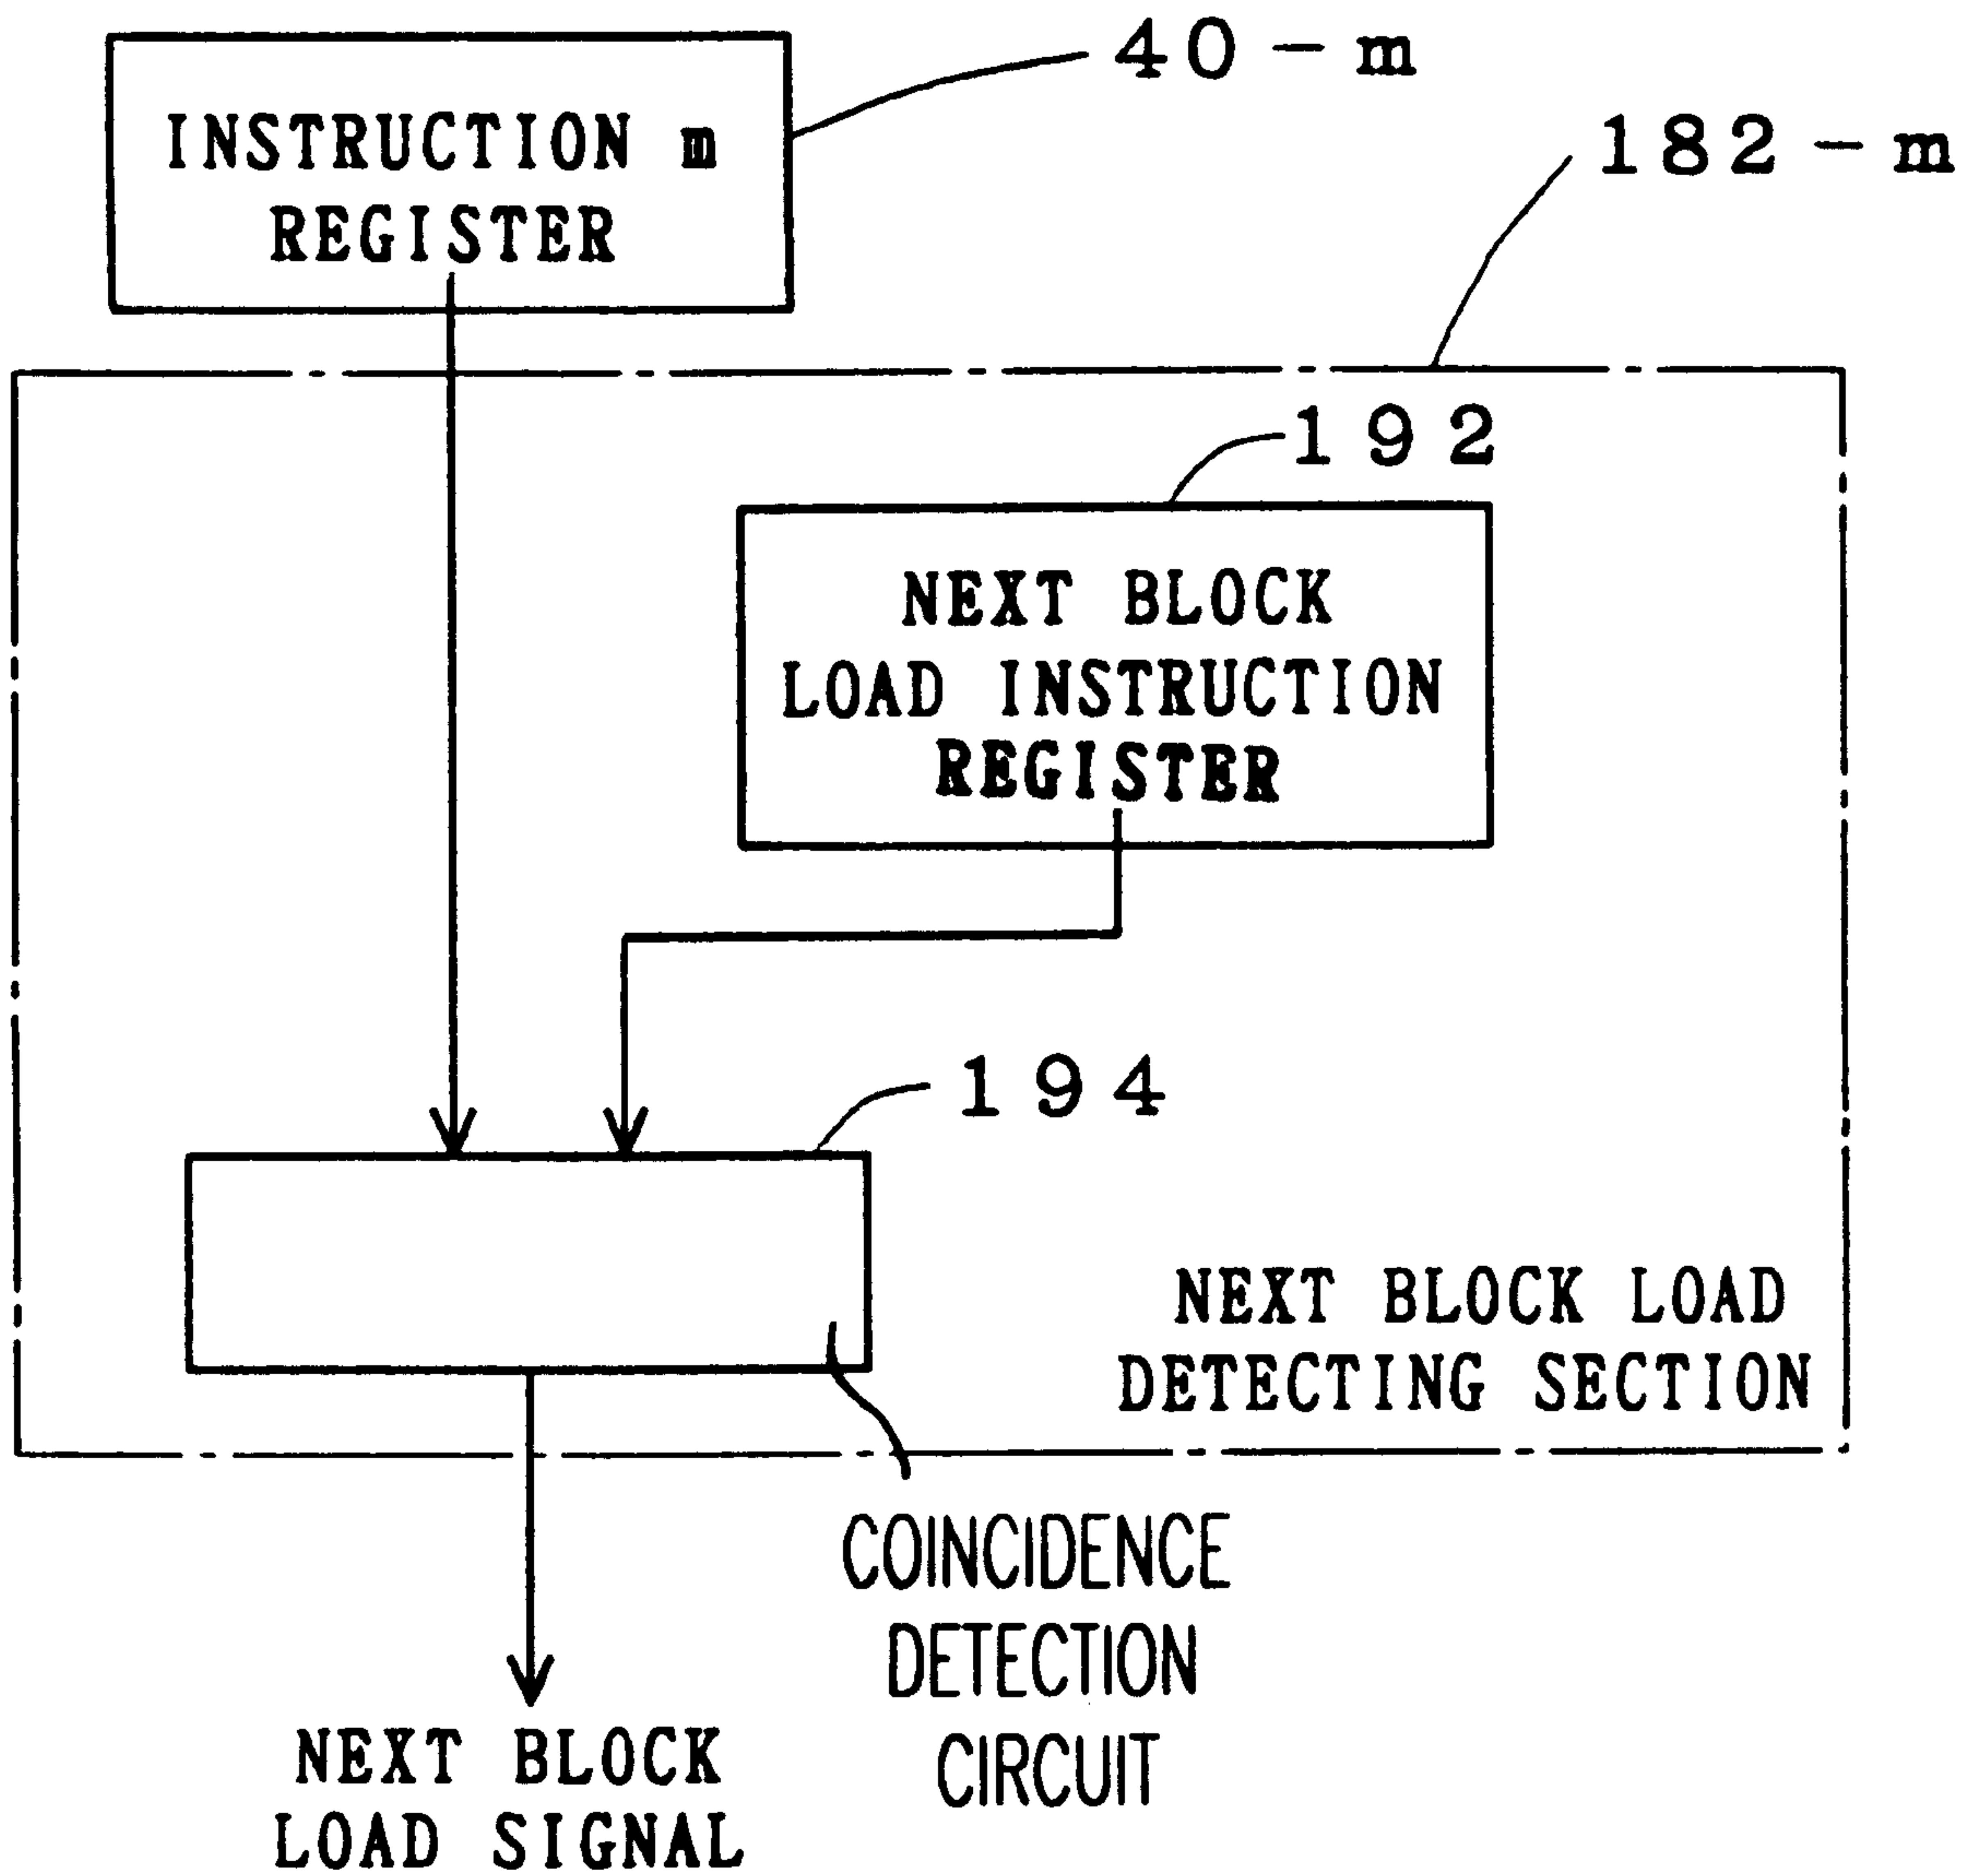 40-m
INSTRUCTION m
REGISTER
182-m
192
NEXT BLOCK
LOAD INSTRUCTION
REGISTER
194
NEXT BLOCK LOAD
DETECTING SECTION
COINCIDENCE
DETECTION
CIRCUIT
NEXT BLOCK
LOAD SIGNAL